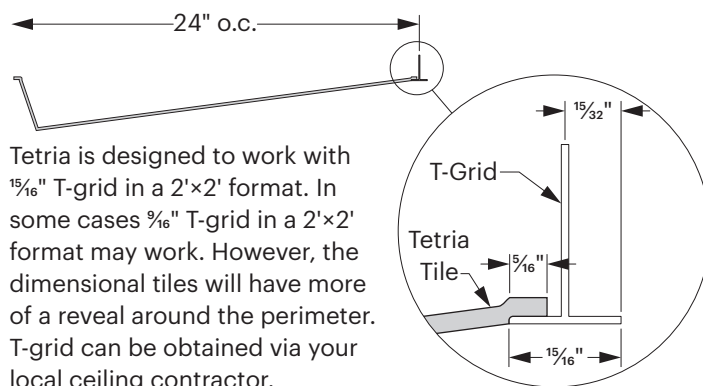 24" o.c.
Tetria is designed to work with
15⁄16" T-grid in a 2'×2' format. In
some cases 9⁄16" T-grid in a 2'×2'
format may work. However, the
dimensional tiles will have more
of a reveal around the perimeter.
T-grid can be obtained via your
local ceiling contractor.
15⁄32"
T-Grid
Tetria
Tile
5⁄16"
15⁄16"